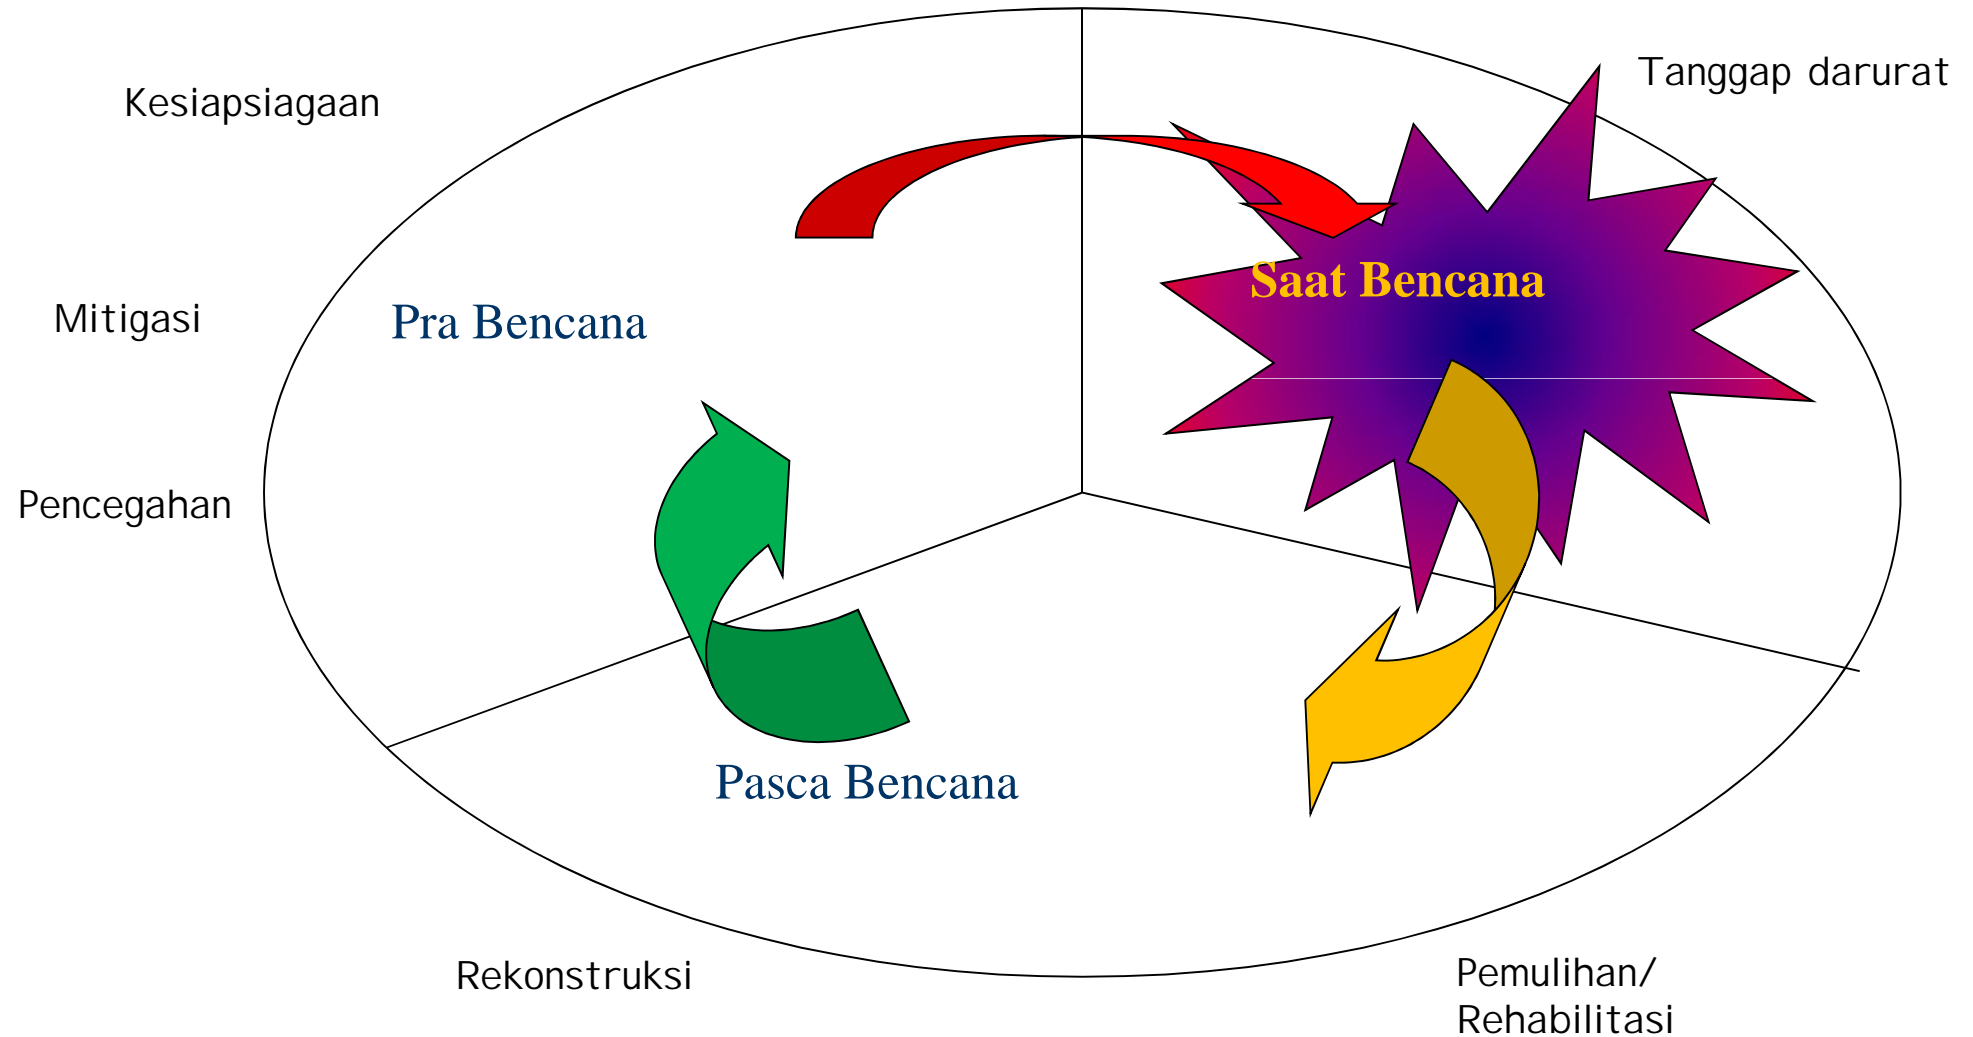 Tanggap darurat
Kesiapsiagaan
Saat Bencana
Mitigasi
Pra Bencana
Pencegahan
Pasca Bencana
Rekonstruksi
Pemulihan/
Rehabilitasi